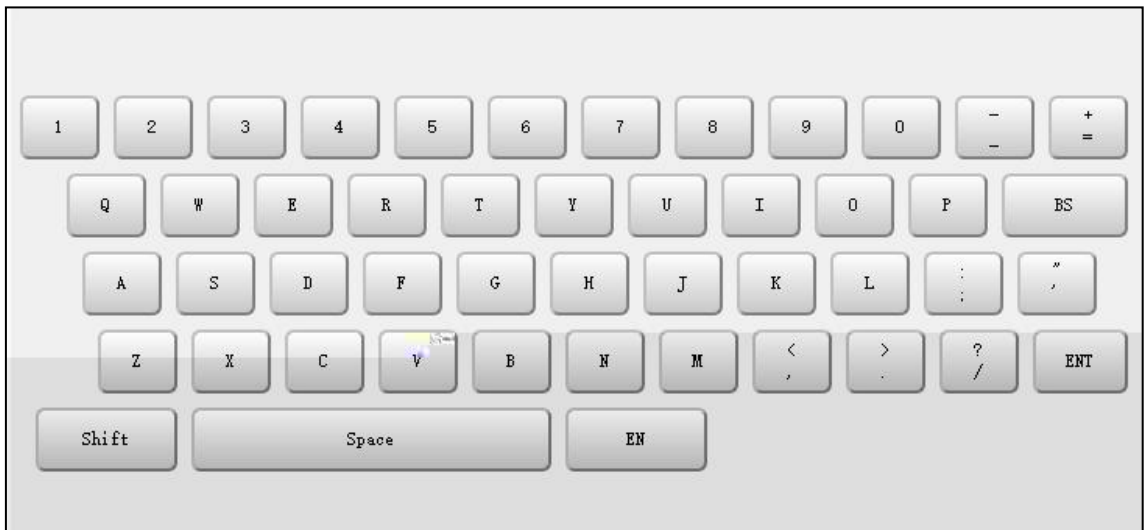 1 2 3 4 5 6 7 8 9 0 _ - + =
Q W E R T Y U I O P BS
A S D F G H J K L : ; " '
Z X C V B N M < , > . ? / ENT
Shift Space EN